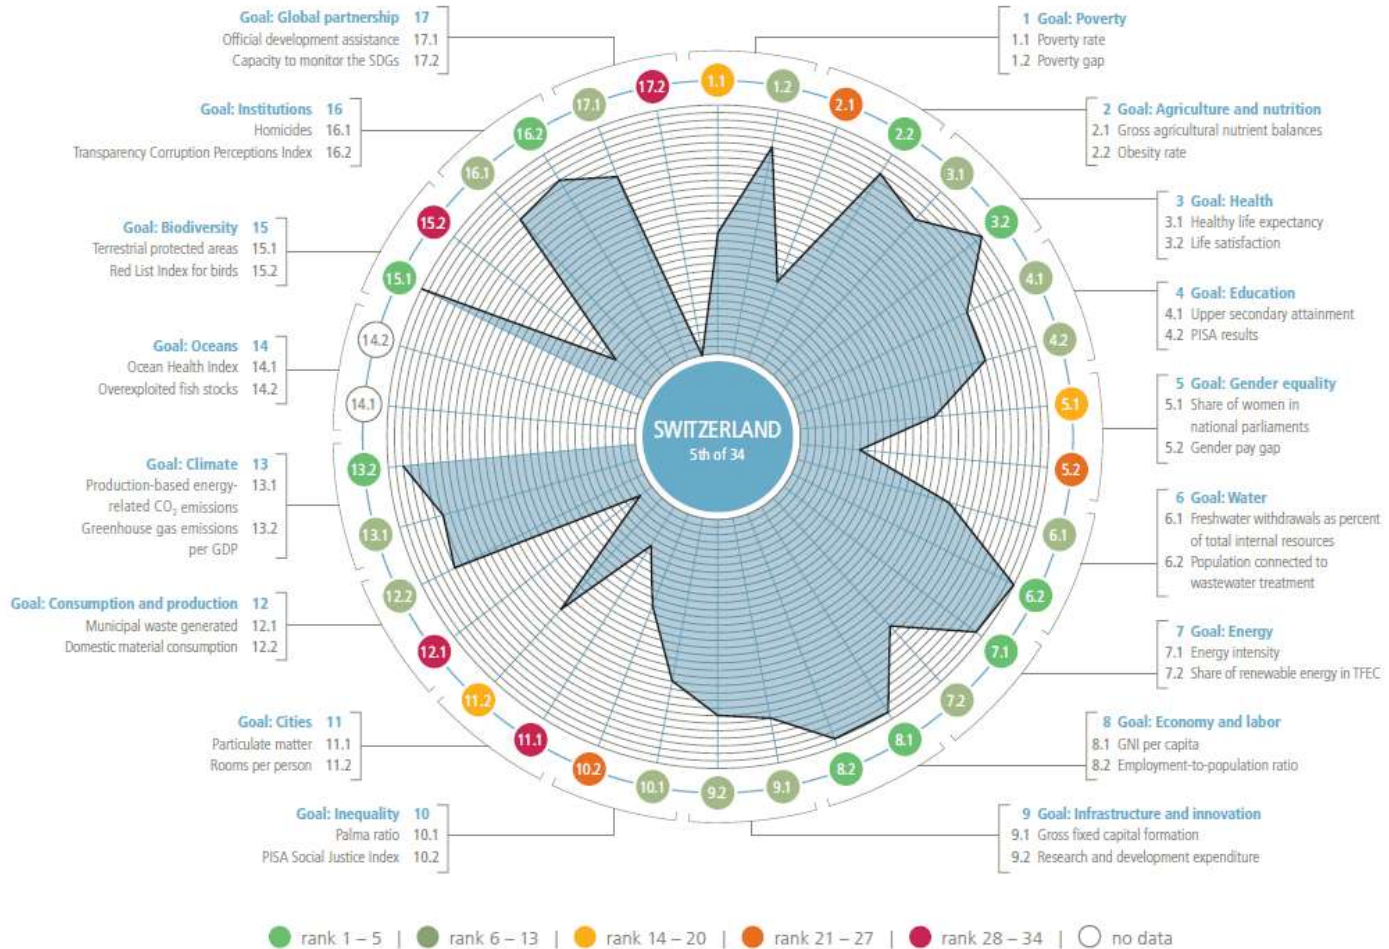 Goal: Global partnership 17
Official development assistance 17.1
Capacity to monitor the SDGs 17.2
Goal: Institutions 16
Homicides 16.1
Transparency Corruption Perceptions Index 16.2
Goal: Biodiversity 15
Terrestrial protected areas 15.1
Red List Index for birds 15.2
Goal: Oceans 14
Ocean Health Index 14.1
Overexploited fish stocks 14.2
Goal: Climate 13
Production-based energy- 13.1
related CO₂ emissions
Greenhouse gas emissions 13.2
per GDP
Goal: Consumption and production 12
Municipal waste generated 12.1
Domestic material consumption 12.2
Goal: Cities 11
Particulate matter 11.1
Rooms per person 11.2
Goal: Inequality 10
Palma ratio 10.1
PISA Social Justice Index 10.2
1 Goal: Poverty
1.1 Poverty rate
1.2 Poverty gap
2 Goal: Agriculture and nutrition
2.1 Gross agricultural nutrient balances
2.2 Obesity rate
3 Goal: Health
3.1 Healthy life expectancy
3.2 Life satisfaction
4 Goal: Education
4.1 Upper secondary attainment
4.2 PISA results
5 Goal: Gender equality
5.1 Share of women in
national parliaments
5.2 Gender pay gap
6 Goal: Water
6.1 Freshwater withdrawals as percent
of total internal resources
6.2 Population connected to
wastewater treatment
7 Goal: Energy
7.1 Energy intensity
7.2 Share of renewable energy in TFEC
8 Goal: Economy and labor
8.1 GNI per capita
8.2 Employment-to-population ratio
9 Goal: Infrastructure and innovation
9.1 Gross fixed capital formation
9.2 Research and development expenditure
1.1
1.2
2.1
2.2
3.1
3.2
4.1
4.2
5.1
5.2
6.1
6.2
7.1
7.2
8.1
8.2
9.1
9.2
10.1
10.2
11.1
11.2
12.1
12.2
13.1
13.2
14.1
14.2
15.1
15.2
16.1
16.2
17.1
17.2
SWITZERLAND
5th of 34
rank 1 – 5 | rank 6 – 13 | rank 14 – 20 | rank 21 – 27 | rank 28 – 34 | no data